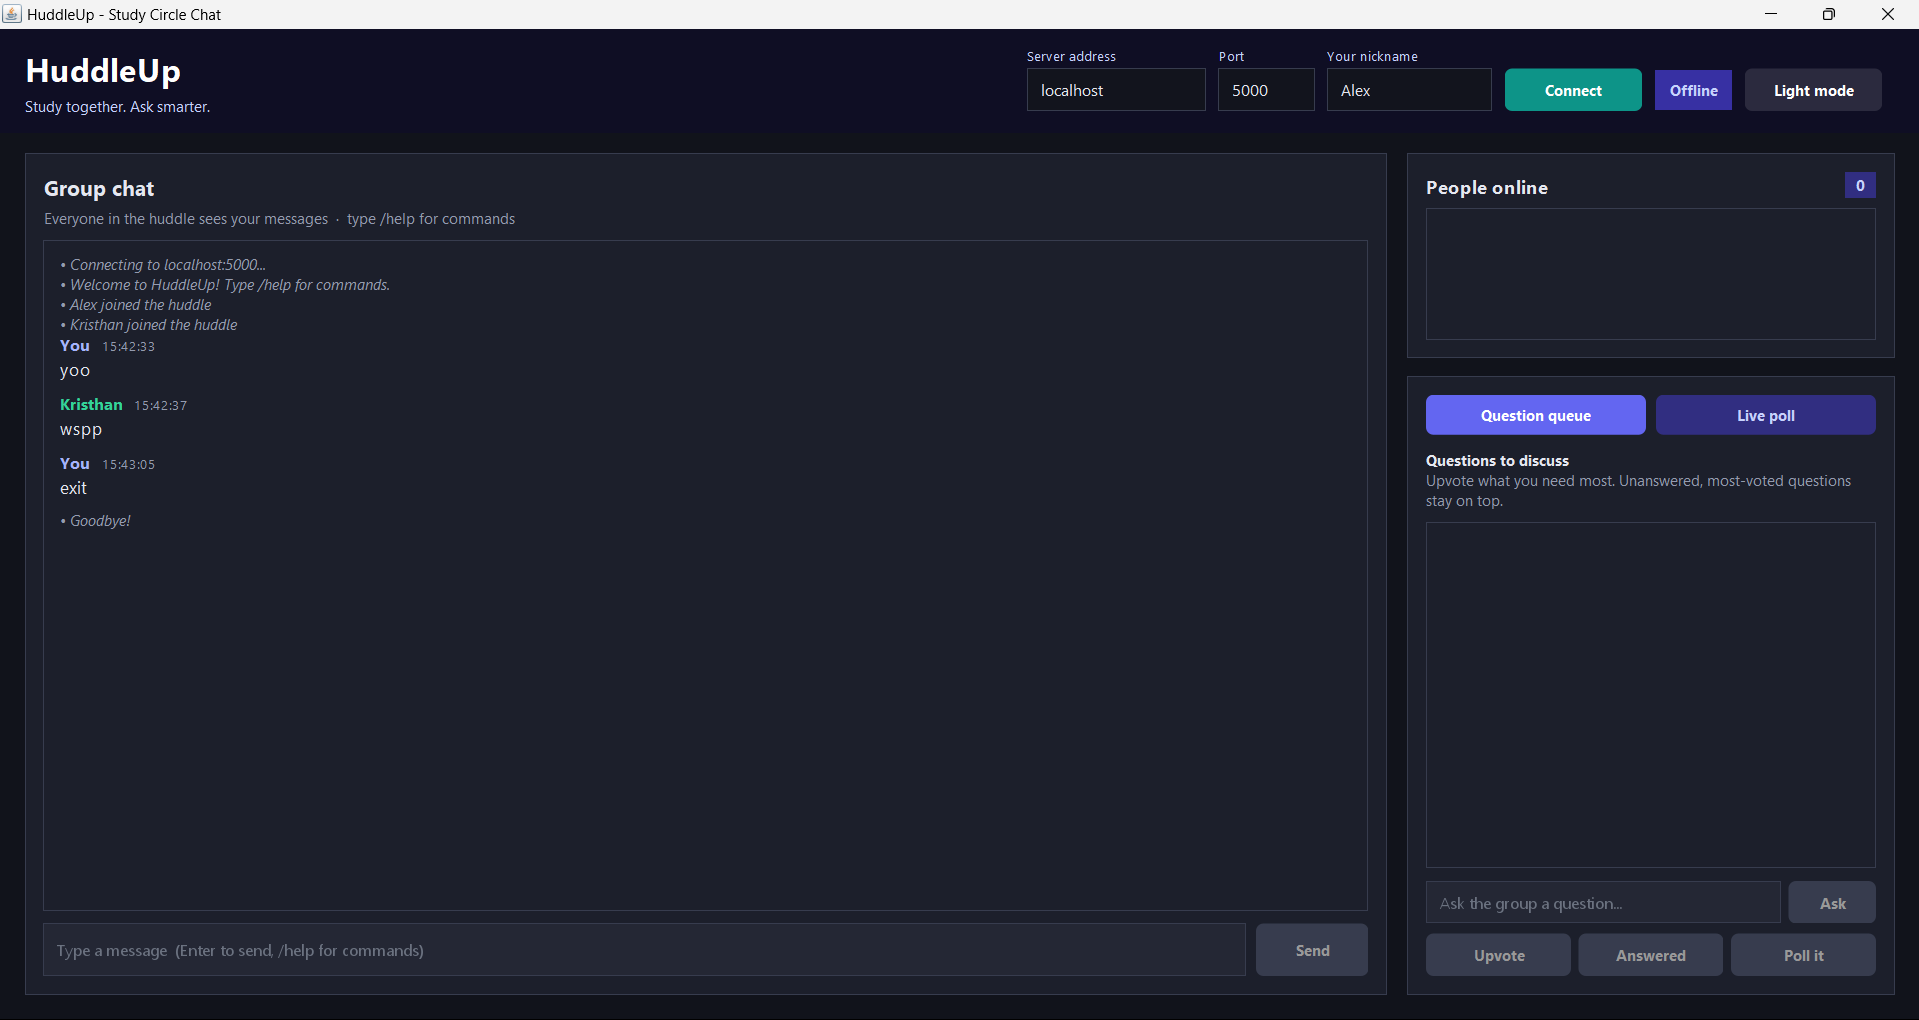 HuddleUp - Study Circle Chat
HuddleUp
Study together. Ask smarter.
Server address
Port
Your nickname
localhost
5000
Alex
Connect
Offline
Light mode
Group chat
Everyone in the huddle sees your messages · type /help for commands
• Connecting to localhost:5000...
• Welcome to HuddleUp! Type /help for commands.
• Alex joined the huddle
• Kristhan joined the huddle
You 15:42:33
yoo
Kristhan 15:42:37
wspp
You 15:43:05
exit
• Goodbye!
Type a message (Enter to send, /help for commands)
Send
People online
0
Question queue
Live poll
Questions to discuss
Upvote what you need most. Unanswered, most-voted questions
stay on top.
Ask the group a question...
Ask
Upvote
Answered
Poll it